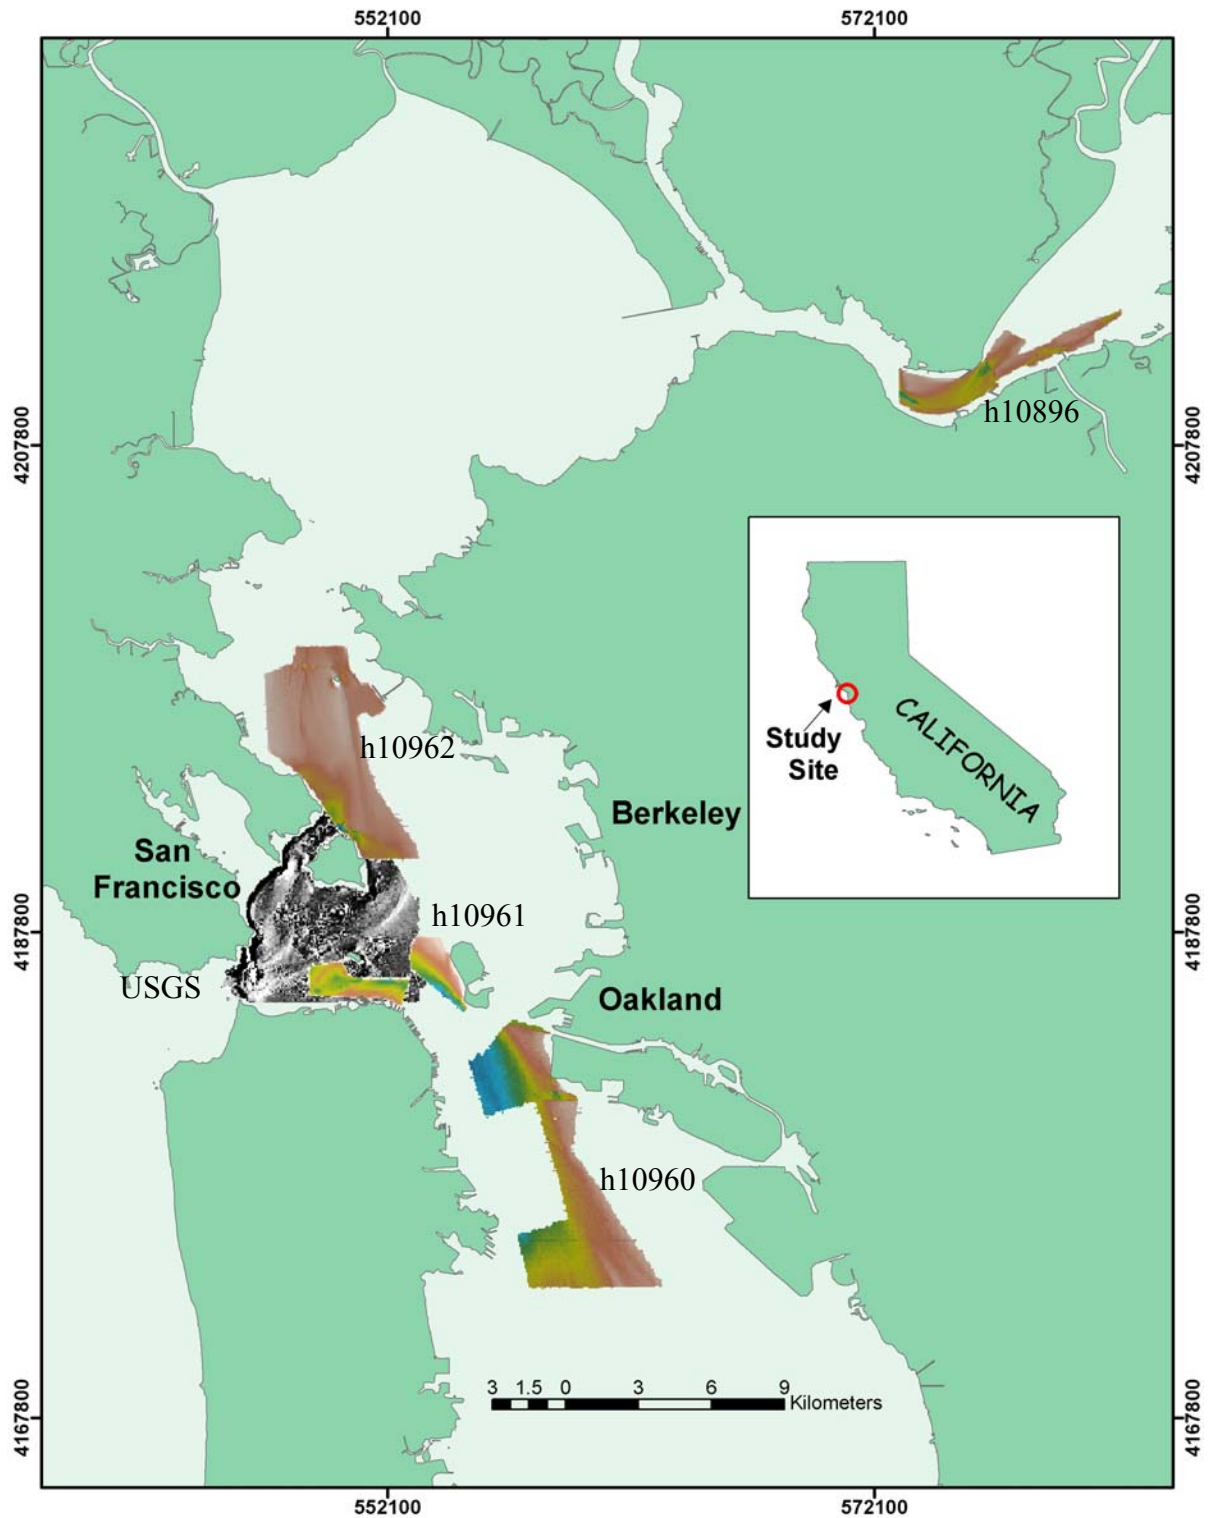 552100
572100
4207800
4207800
h10896
Study
Site
CALIFORNIA
h10962
Berkeley
San
Francisco
h10961
4187800
4187800
USGS
Oakland
h10960
3 1.5 0 3 6 9
Kilometers
4167800
4167800
552100
572100